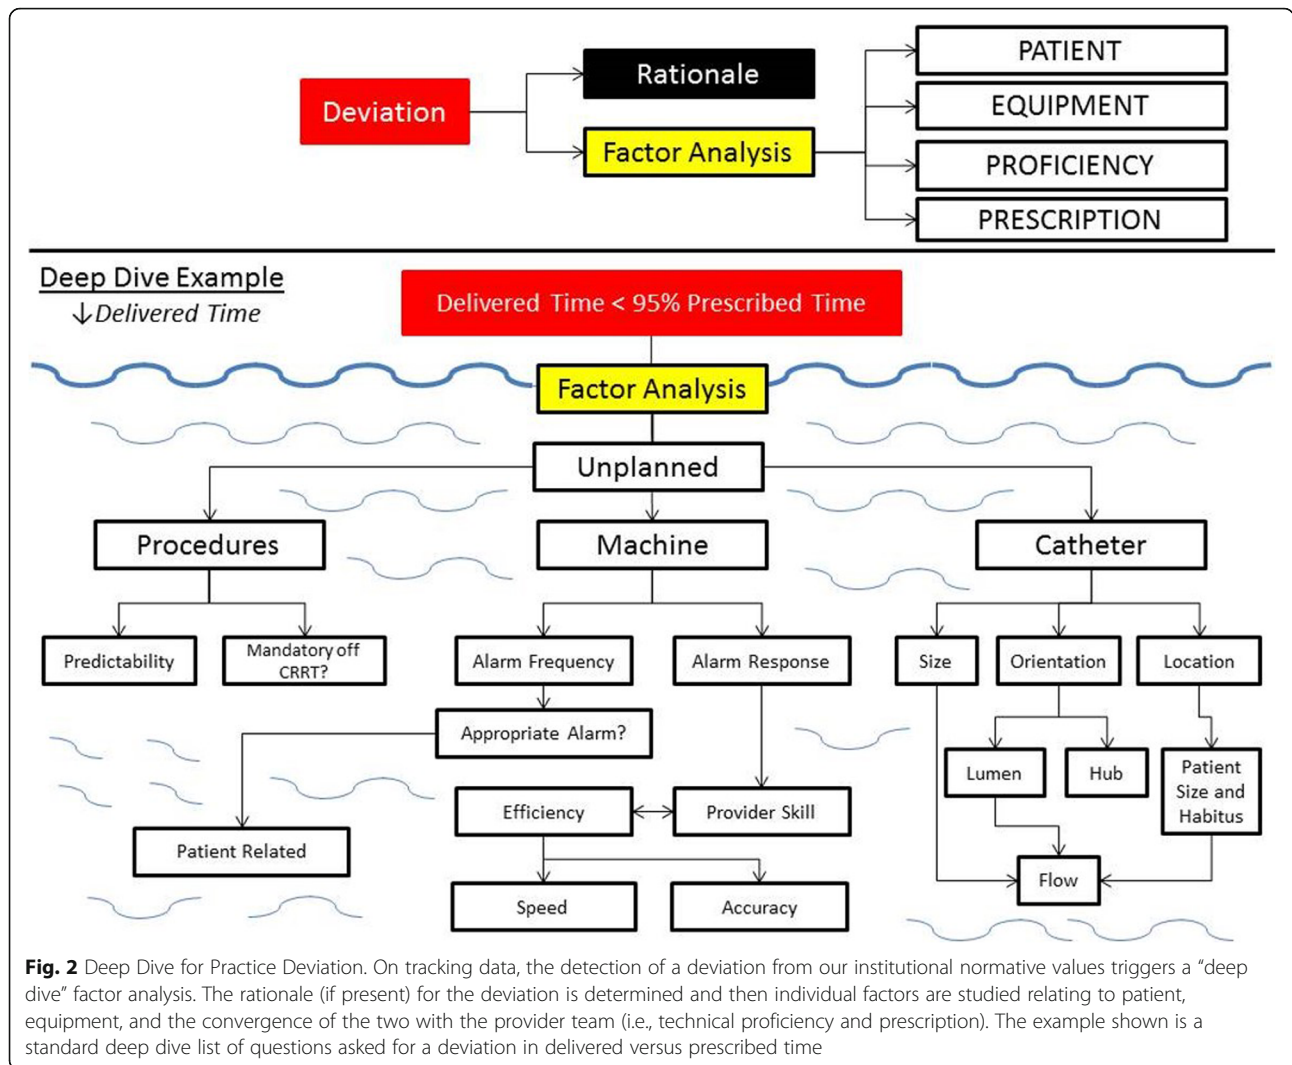 PATIENT
Rationale
EQUIPMENT
Deviation
Factor Analysis
PROFICIENCY
PRESCRIPTION
Deep Dive Example
↓Delivered Time
Delivered Time < 95% Prescribed Time
Factor Analysis
Unplanned
Procedures
Machine
Catheter
Predictability
Mandatory off
CRRT?
Alarm Frequency
Alarm Response
Size
Orientation
Location
Appropriate Alarm?
Lumen
Hub
Patient
Size and
Habitus
Efficiency
Provider Skill
Patient Related
Flow
Speed
Accuracy
Fig. 2 Deep Dive for Practice Deviation. On tracking data, the detection of a deviation from our institutional normative values triggers a “deep
dive” factor analysis. The rationale (if present) for the deviation is determined and then individual factors are studied relating to patient,
equipment, and the convergence of the two with the provider team (i.e., technical proficiency and prescription). The example shown is a
standard deep dive list of questions asked for a deviation in delivered versus prescribed time